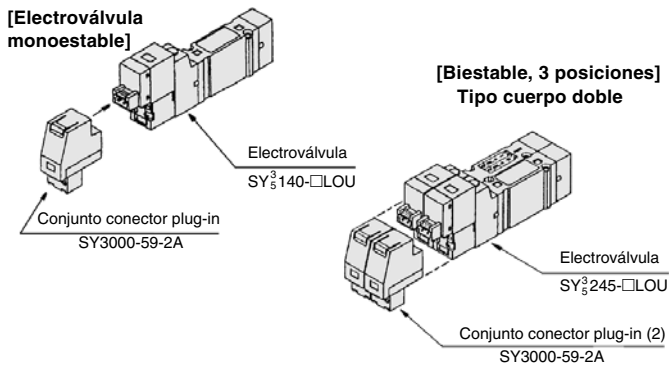 [Electroválvula
monoestable]
Electroválvula
SY³₅140-□LOU
Conjunto conector plug-in
SY3000-59-2A
[Biestable, 3 posiciones]
Tipo cuerpo doble
Electroválvula
SY³₅245-□LOU
Conjunto conector plug-in (2)
SY3000-59-2A